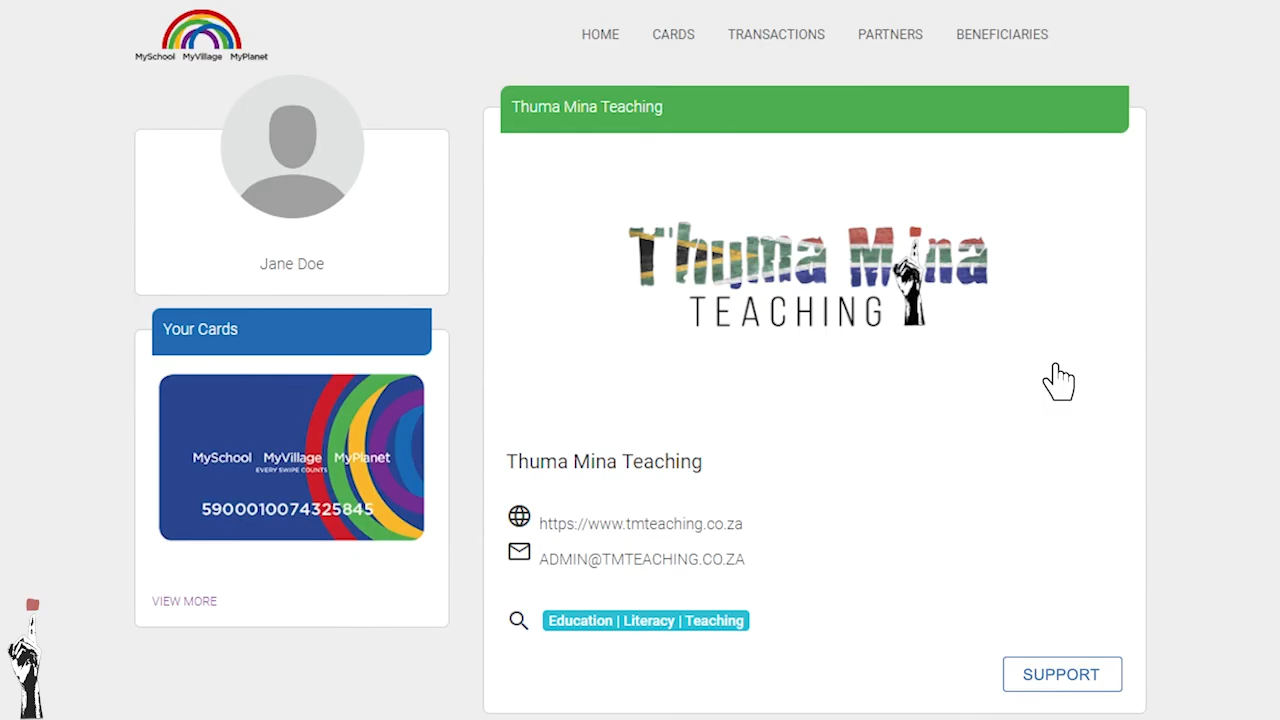 MySchool MyVillage MyPlanet
HOME CARDS TRANSACTIONS PARTNERS BENEFICIARIES
Jane Doe
Your Cards
MySchool MyVillage MyPlanet
EVERY SWIPE COUNTS
5900010074325845
VIEW MORE
Thuma Mina Teaching
Thuma Mina
TEACHING
Thuma Mina Teaching
https://www.tmteaching.co.za
ADMIN@TMTEACHING.CO.ZA
Education | Literacy | Teaching
SUPPORT